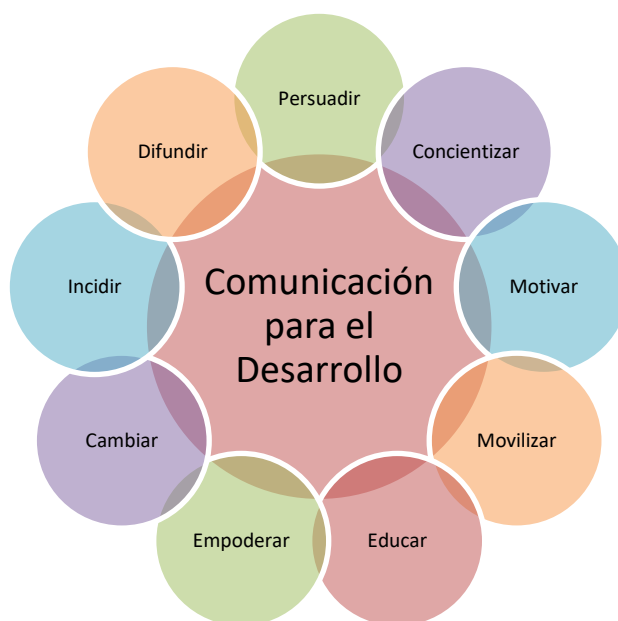 Persuadir
Concientizar
Motivar
Movilizar
Educar
Empoderar
Cambiar
Incidir
Difundir
Comunicación
para el
Desarrollo